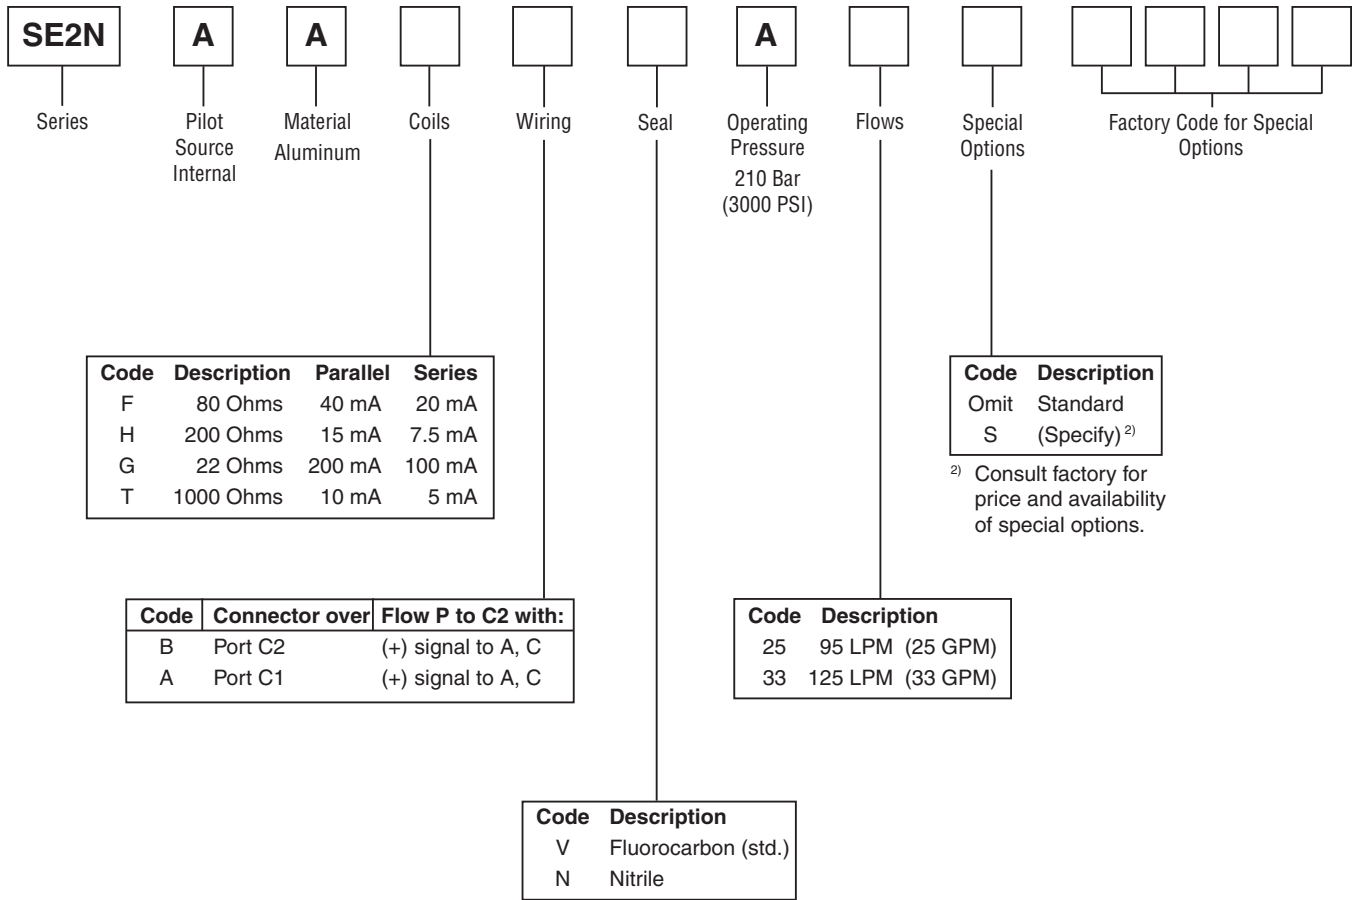 SE2N A A A
Series
Pilot
Source
Internal
Material
Aluminum
Coils
Wiring
Seal
Operating
Pressure
210 Bar
(3000 PSI)
Flows
Special
Options
Factory Code for Special
Options
Code Description Parallel Series
F 80 Ohms 40 mA 20 mA
H 200 Ohms 15 mA 7.5 mA
G 22 Ohms 200 mA 100 mA
T 1000 Ohms 10 mA 5 mA
Code Description
Omit Standard
S (Specify) 2)
2) Consult factory for
price and availability
of special options.
Code Connector over Flow P to C2 with:
B Port C2 (+) signal to A, C
A Port C1 (+) signal to A, C
Code Description
25 95 LPM (25 GPM)
33 125 LPM (33 GPM)
Code Description
V Fluorocarbon (std.)
N Nitrile